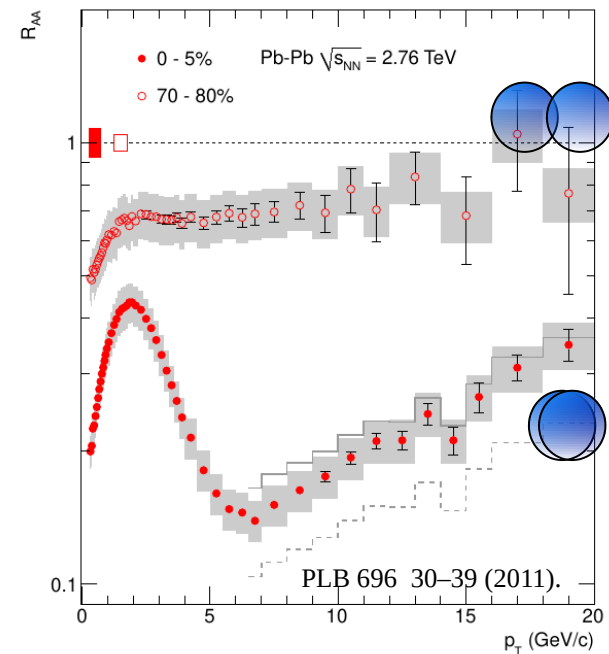 R_AA
0 - 5% Pb-Pb √s_NN = 2.76 TeV
70 - 80%
1
0.1
PLB 696 30–39 (2011).
0 5 10 15 20
p_T (GeV/c)